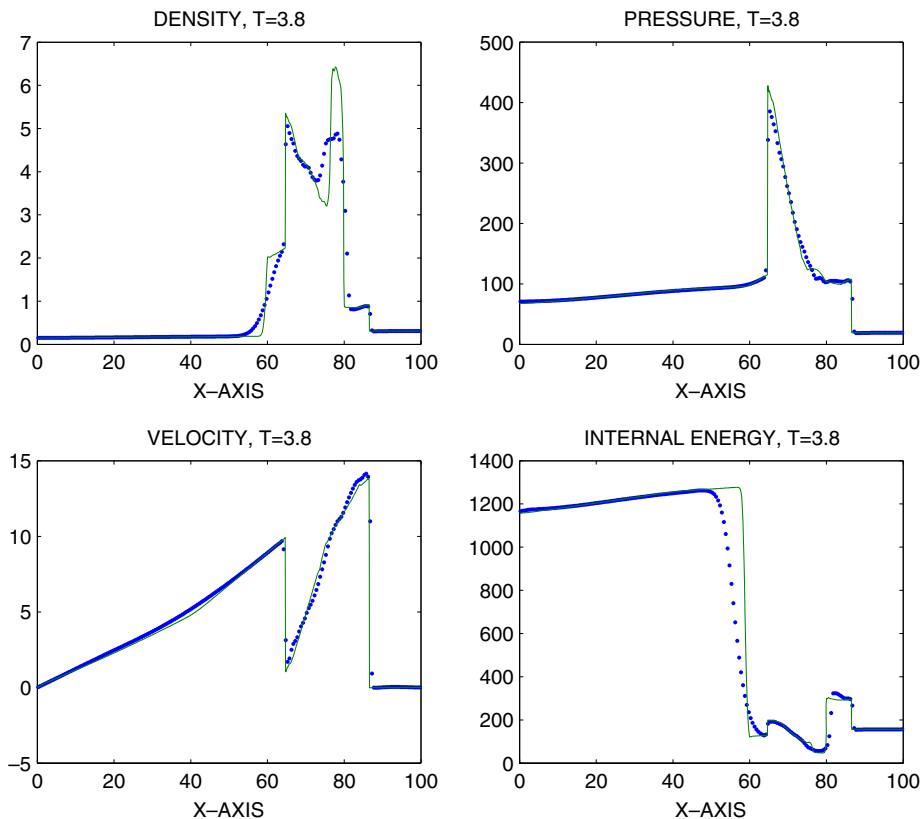 DENSITY, T=3.8
7
6
5
4
3
2
1
0
0 20 40 60 80 100
X–AXIS
PRESSURE, T=3.8
500
400
300
200
100
0
0 20 40 60 80 100
X–AXIS
VELOCITY, T=3.8
15
10
5
0
−5
0 20 40 60 80 100
X–AXIS
INTERNAL ENERGY, T=3.8
1400
1200
1000
800
600
400
200
0
0 20 40 60 80 100
X–AXIS